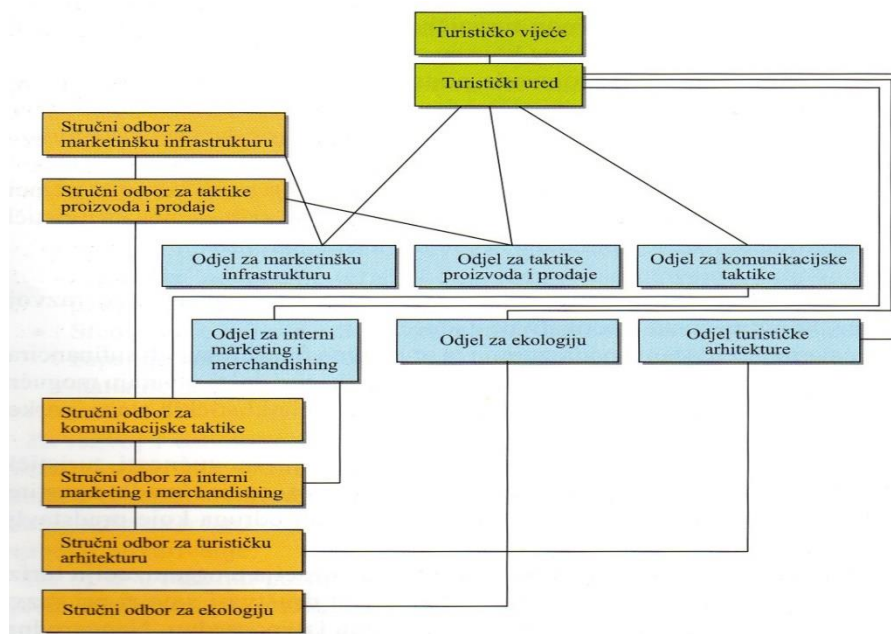 Turističko vijeće
Turistički ured
Stručni odbor za
marketinšku infrastrukturu
Stručni odbor za taktike
proizvoda i prodaje
Odjel za marketinšku
infrastrukturu
Odjel za taktike
proizvoda i prodaje
Odjel za komunikacijske
taktike
Odjel za interni
marketing i
merchandishing
Odjel za ekologiju
Odjel turističke
arhitekture
Stručni odbor za
komunikacijske taktike
Stručni odbor za interni
marketing i merchandishing
Stručni odbor za turističku
arhitekturu
Stručni odbor za ekologiju